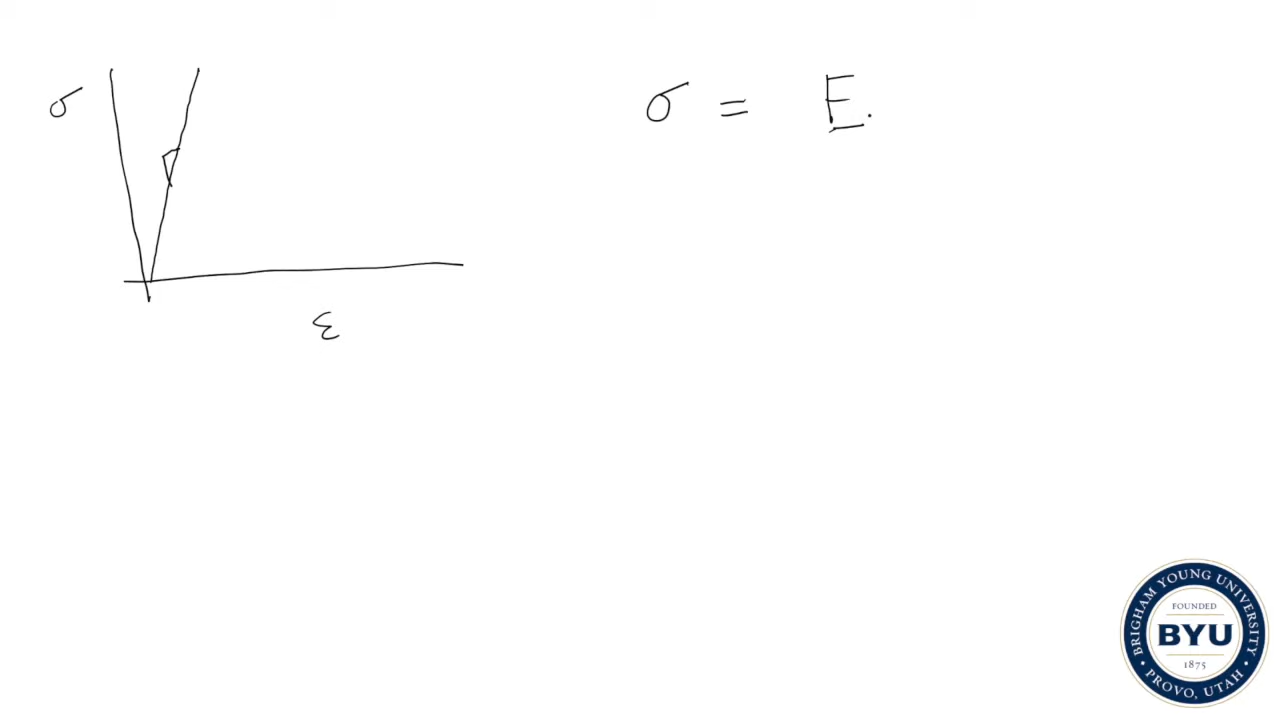 σ
σ = E.
ε
BRIGHAM YOUNG UNIVERSITY
FOUNDED
BYU
1875
PROVO, UTAH